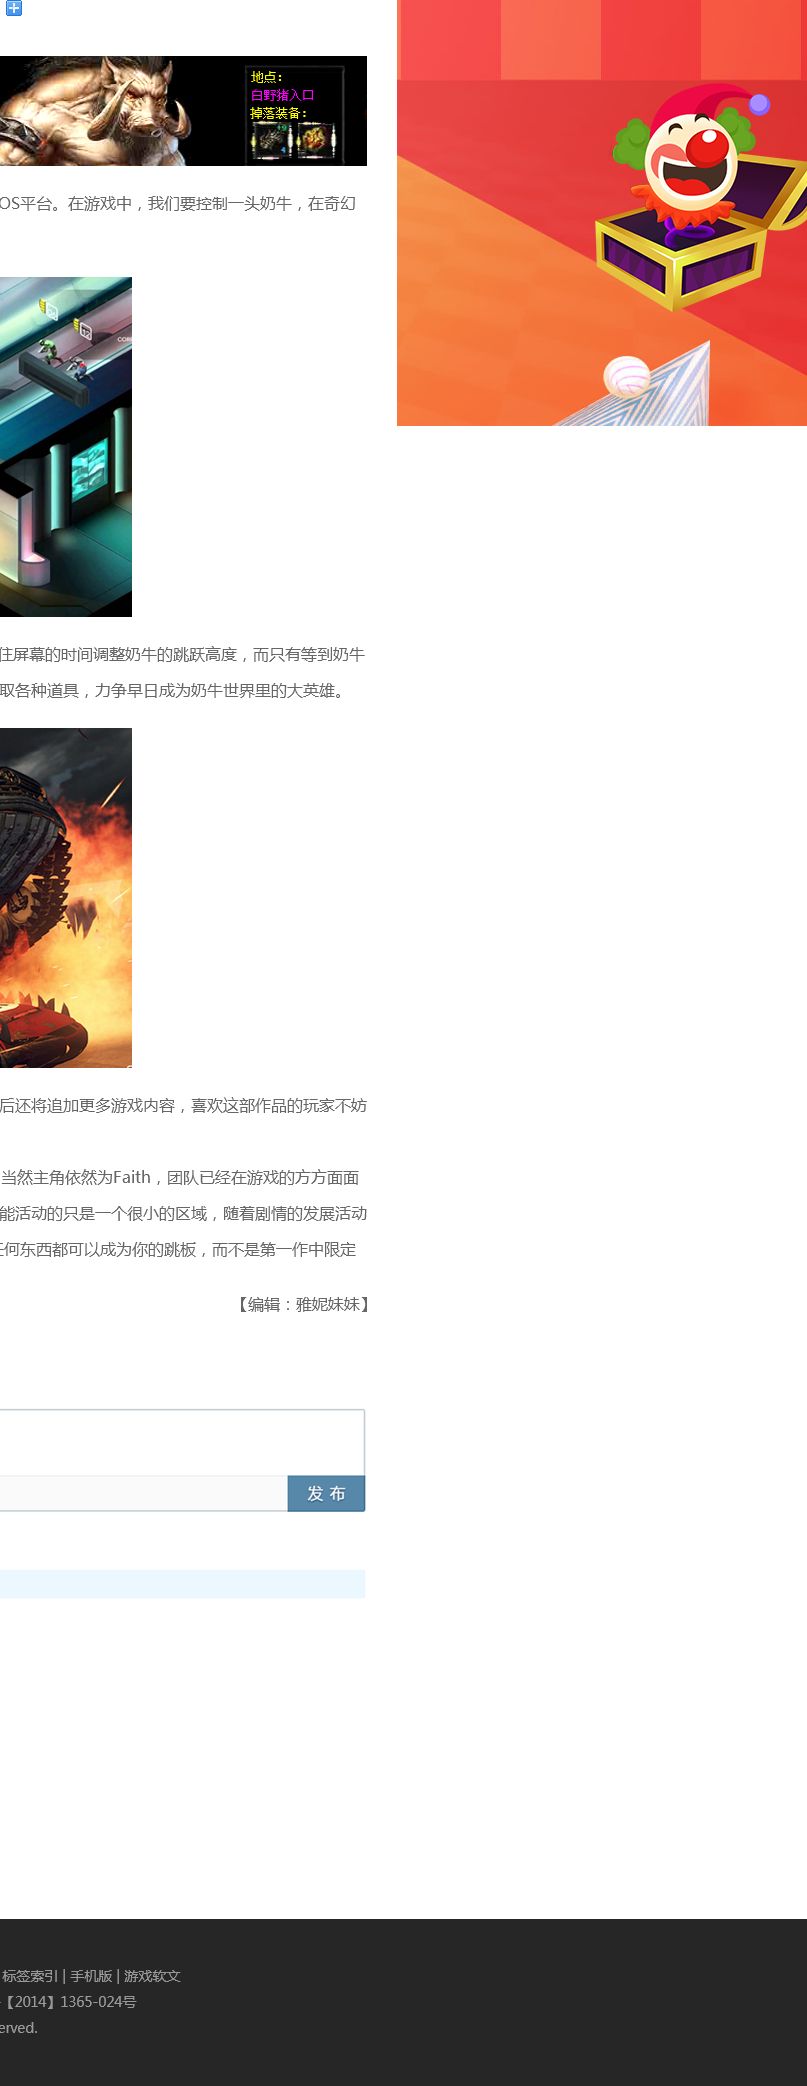 地点:
白野猪入口
掉落装备:
OS平台。在游戏中，我们要控制一头奶牛，在奇幻
住屏幕的时间调整奶牛的跳跃高度，而只有等到奶牛
取各种道具，力争早日成为奶牛世界里的大英雄。
后还将追加更多游戏内容，喜欢这部作品的玩家不妨
当然主角依然为Faith，团队已经在游戏的方方面面
能活动的只是一个很小的区域，随着剧情的发展活动
任何东西都可以成为你的跳板，而不是第一作中限定
【编辑：雅妮妹妹】
发 布
标签索引 | 手机版 | 游戏软文
【2014】1365-024号
erved.